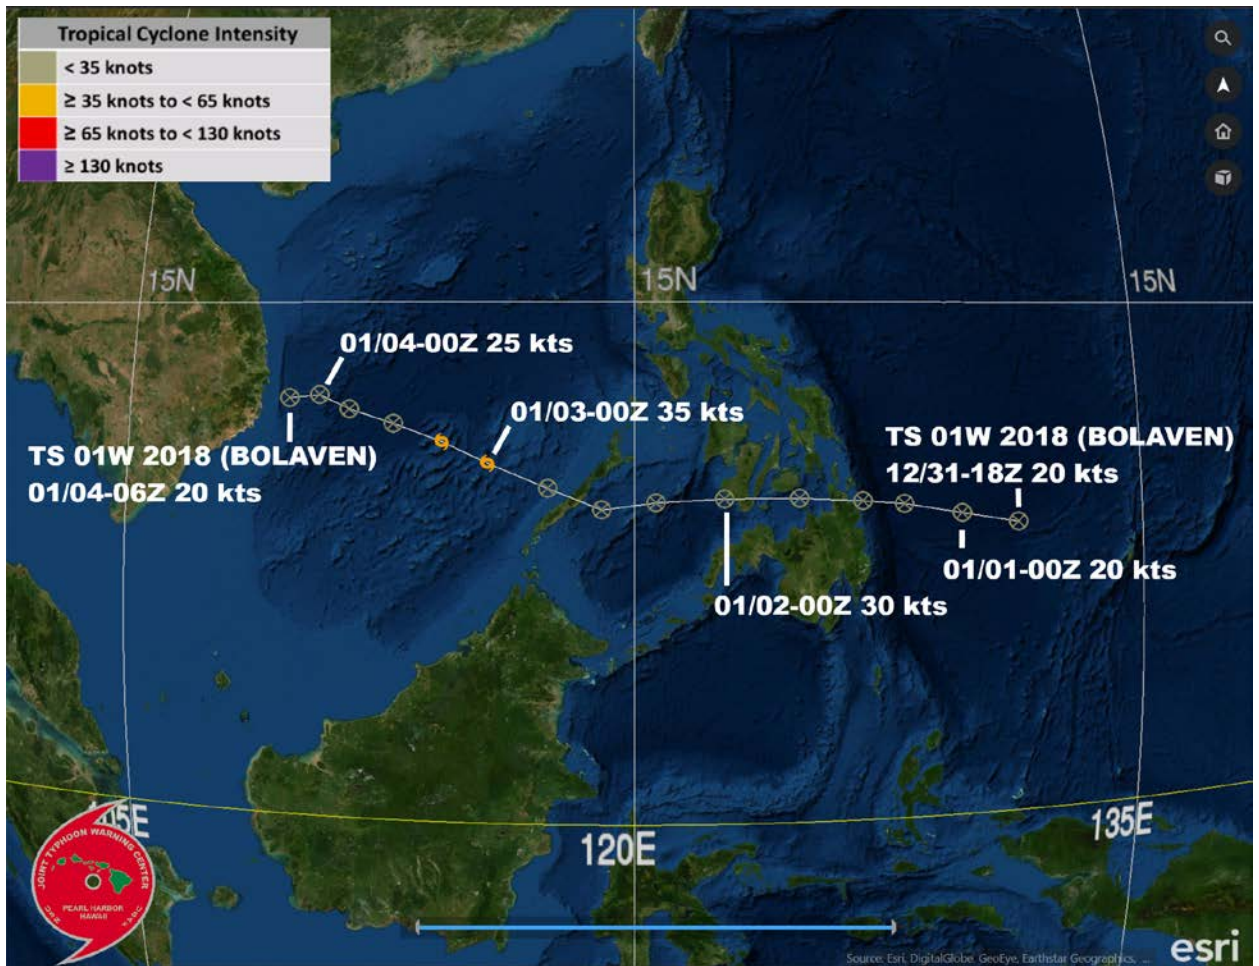 Tropical Cyclone Intensity
< 35 knots
≥ 35 knots to < 65 knots
≥ 65 knots to < 130 knots
≥ 130 knots
15N
15N
15N
01/04-00Z 25 kts
01/03-00Z 35 kts
TS 01W 2018 (BOLAVEN)
01/04-06Z 20 kts
TS 01W 2018 (BOLAVEN)
12/31-18Z 20 kts
01/01-00Z 20 kts
01/02-00Z 30 kts
105E
120E
135E
JOINT TYPHOON WARNING CENTER
PEARL HARBOR
HAWAII
Source: Esri, DigitalGlobe, GeoEye, Earthstar Geographics, ...
esri